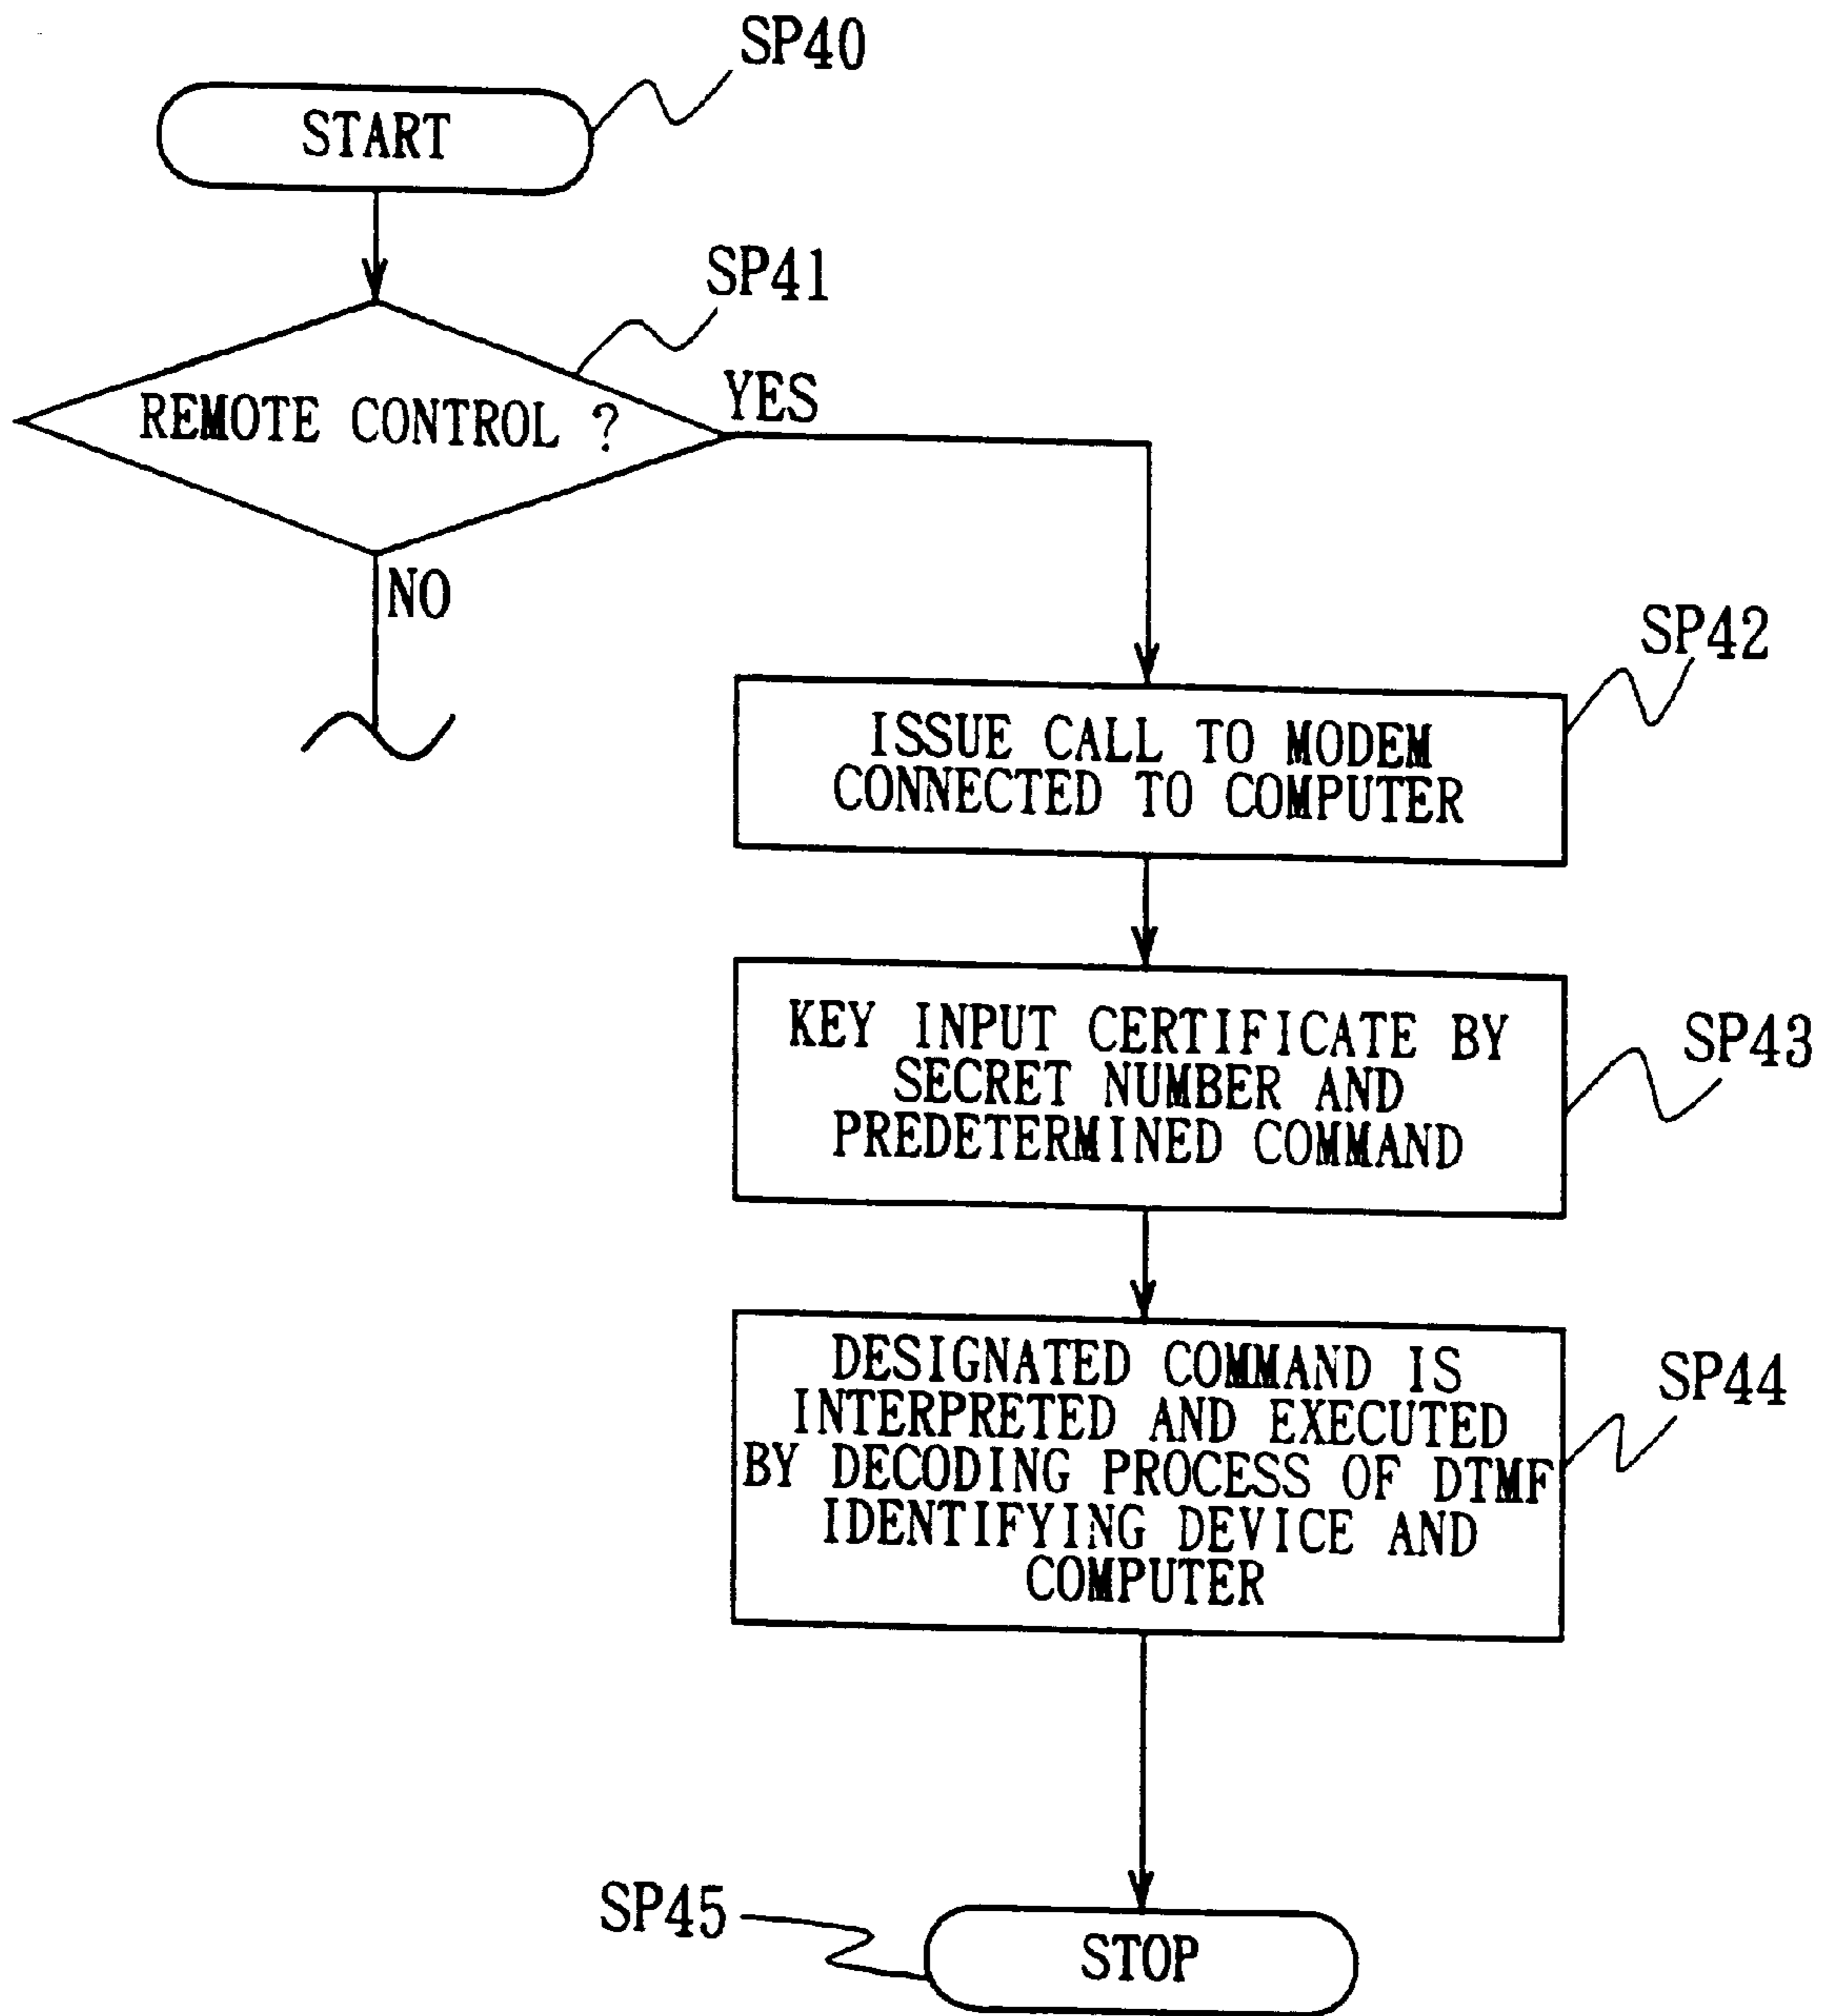 SP40
START
SP41
REMOTE CONTROL ?
YES
NO
SP42
ISSUE CALL TO MODEM
CONNECTED TO COMPUTER
SP43
KEY INPUT CERTIFICATE BY
SECRET NUMBER AND
PREDETERMINED COMMAND
SP44
DESIGNATED COMMAND IS
INTERPRETED AND EXECUTED
BY DECODING PROCESS OF DTMF
IDENTIFYING DEVICE AND
COMPUTER
SP45
STOP